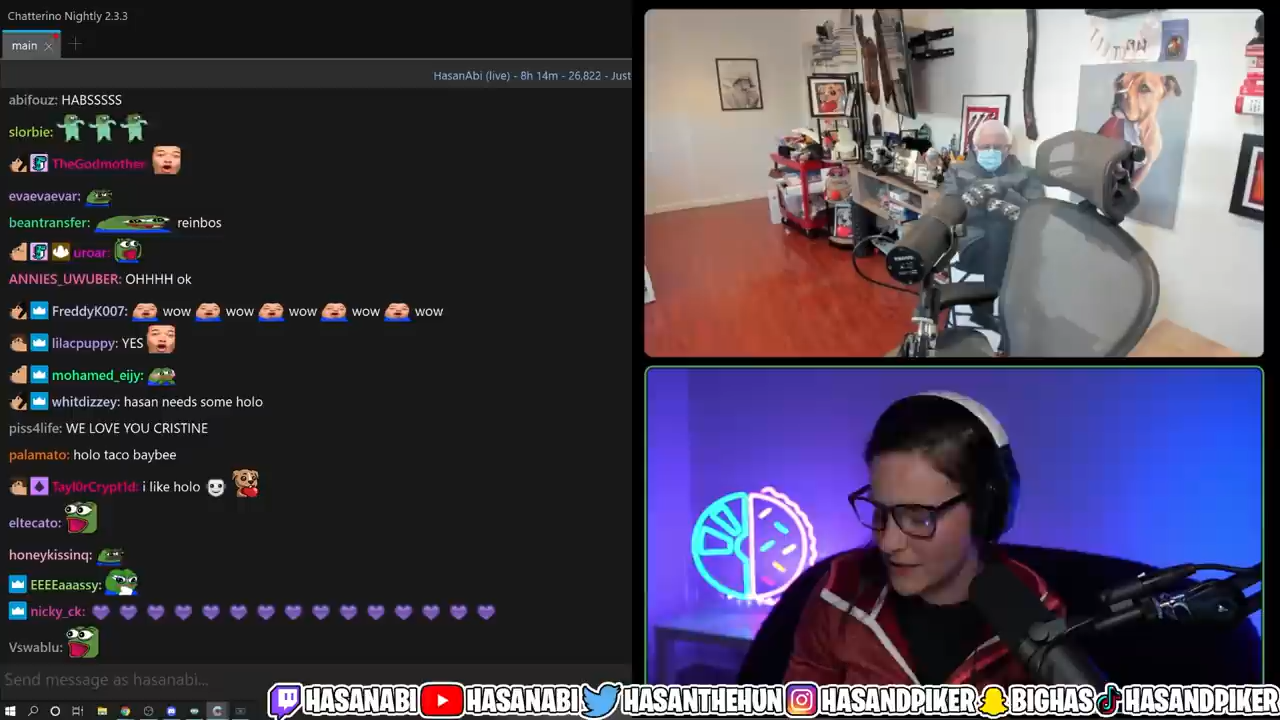 Chatterino Nightly 2.3.3
main
HasanAbi (live) - 8h 14m - 26,822 - Just
abifouz: HABSSSSS
slorbie:
TheGodmother
evaevaevar:
beantransfer: reinbos
uroar:
ANNIES_UWUBER: OHHHH ok
FreddyK007: wow wow wow wow wow
lilacpuppy: YES
mohamed_eijy:
whitdizzey: hasan needs some holo
piss4life: WE LOVE YOU CRISTINE
palamato: holo taco baybee
Tayl0rCrypt1d: i like holo
eltecato:
honeykissinq:
EEEEaaassy:
nicky_ck:
Vswablu:
Send message as hasanabi...
HASANABI HASANABI HASANTHEHUN HASANDPIKER BIGHAS HASANDPIKER